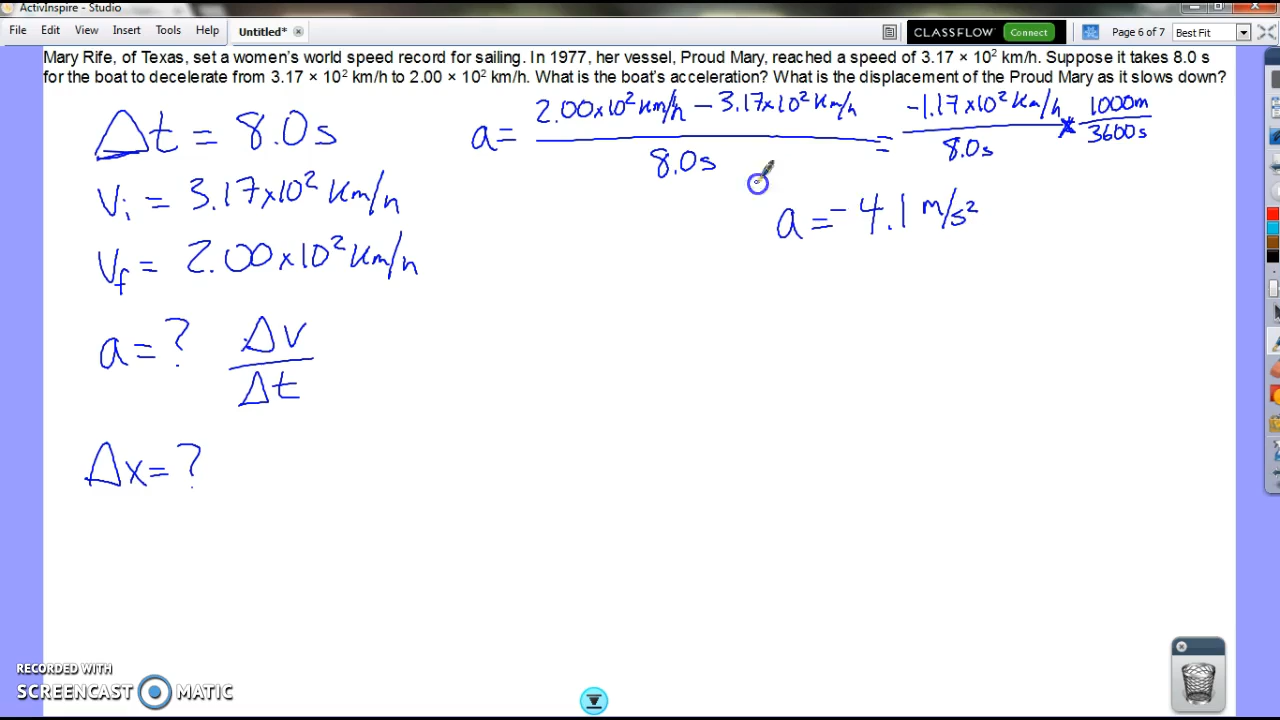 ActivInspire - Studio
File Edit View Insert Tools Help Untitled* CLASSFLOW Connect Page 6 of 7 Best Fit
Mary Rife, of Texas, set a women's world speed record for sailing. In 1977, her vessel, Proud Mary, reached a speed of 3.17 × 10² km/h. Suppose it takes 8.0 s
for the boat to decelerate from 3.17 × 10² km/h to 2.00 × 10² km/h. What is the boat's acceleration? What is the displacement of the Proud Mary as it slows down?
Δt = 8.0s
vi = 3.17x10² Km/h
vf = 2.00x10² Km/h
a = ? Δv
Δt
Δx = ?
a = 2.00x10² Km/h − 3.17x10² Km/h
8.0s
= -1.17x10² Km/h
8.0s
x 1000m
3600s
a = -4.1 m/s²
RECORDED WITH
SCREENCAST MATIC